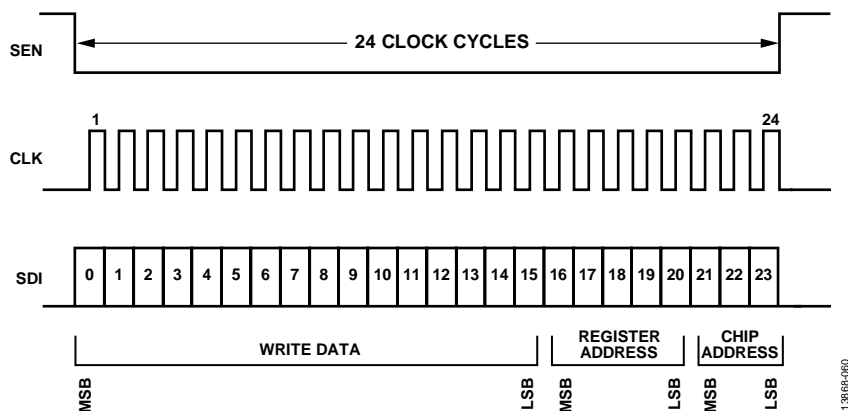 SEN
24 CLOCK CYCLES
CLK
1
24
SDI
0 1 2 3 4 5 6 7 8 9 10 11 12 13 14 15 16 17 18 19 20 21 22 23
WRITE DATA
REGISTER
ADDRESS
CHIP
ADDRESS
MSB
LSB
MSB
LSB
MSB
LSB
13868-060